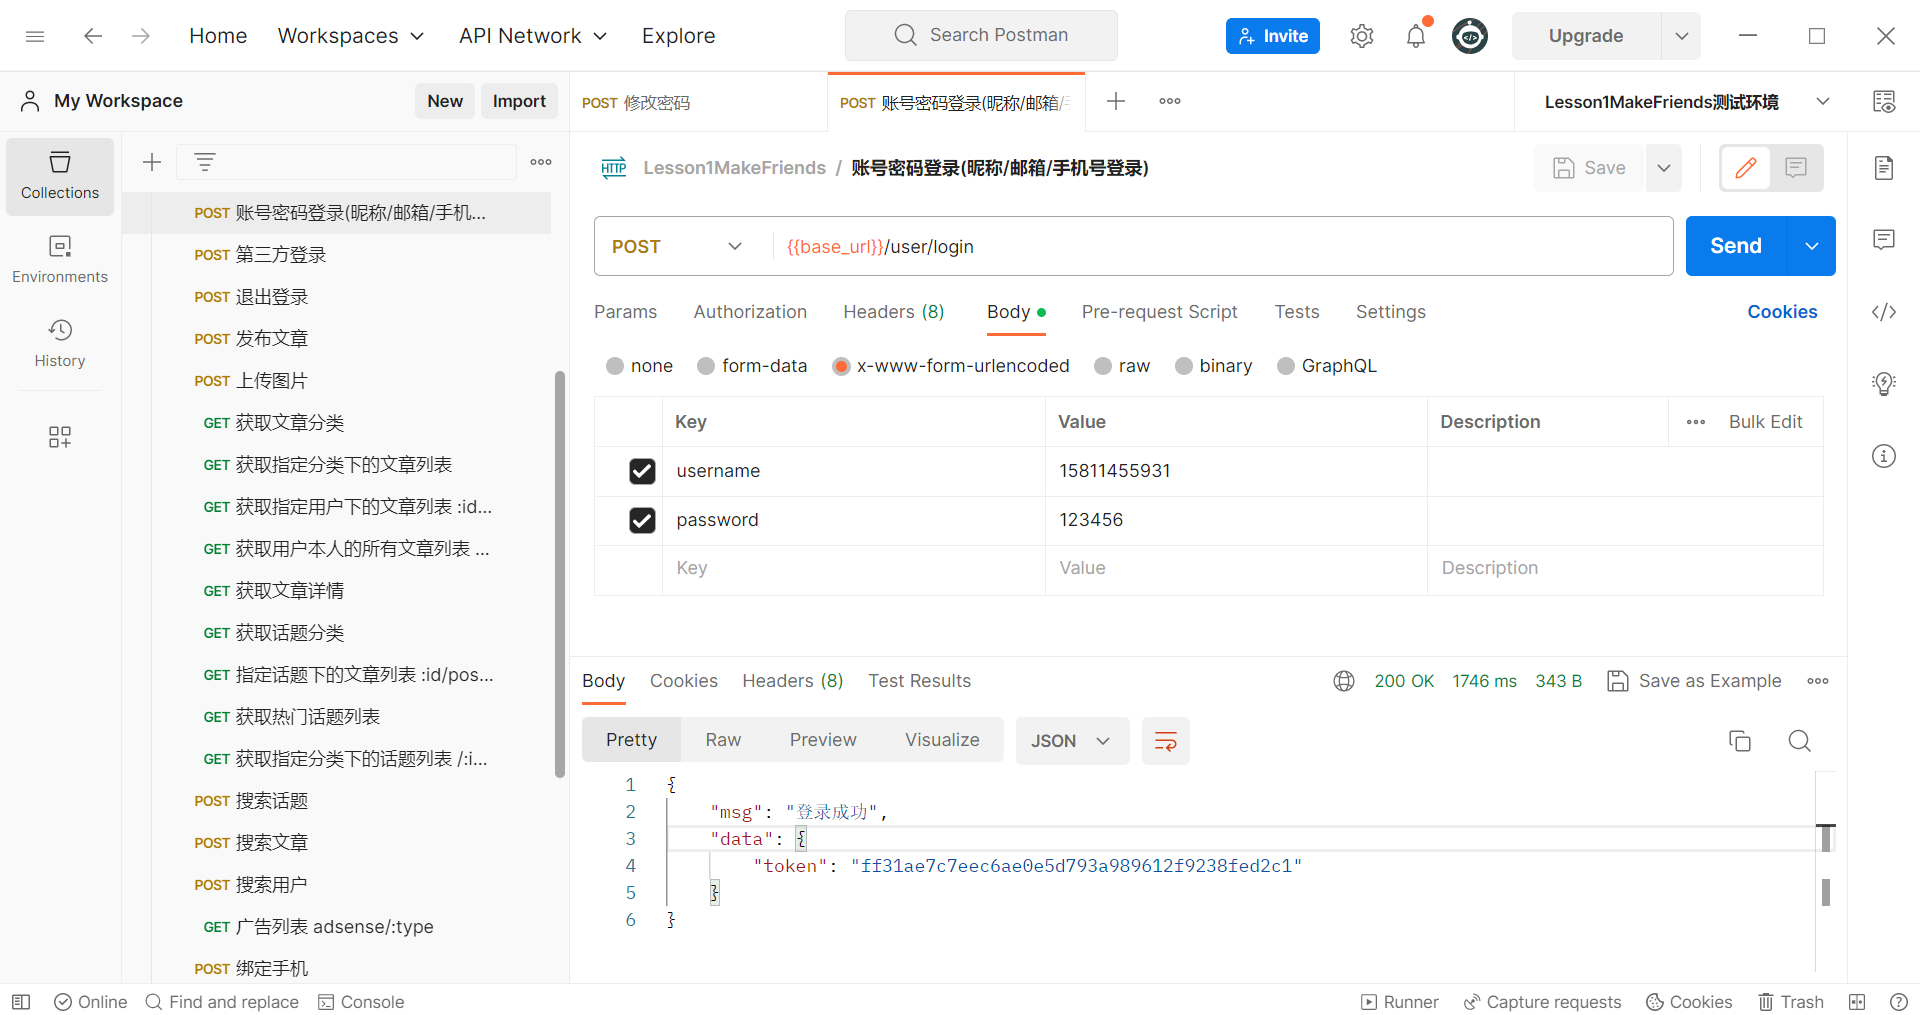 Home Workspaces API Network Explore Search Postman Invite Upgrade
My Workspace New Import POST 修改密码 POST 账号密码登录(昵称/邮箱/ Lesson1MakeFriends测试环境
Collections
Environments
History
POST 账号密码登录(昵称/邮箱/手机...
POST 第三方登录
POST 退出登录
POST 发布文章
POST 上传图片
GET 获取文章分类
GET 获取指定分类下的文章列表
GET 获取指定用户下的文章列表 :id...
GET 获取用户本人的所有文章列表 ...
GET 获取文章详情
GET 获取话题分类
GET 指定话题下的文章列表 :id/pos...
GET 获取热门话题列表
GET 获取指定分类下的话题列表 /:i...
POST 搜索话题
POST 搜索文章
POST 搜索用户
GET 广告列表 adsense/:type
POST 绑定手机
HTTP Lesson1MakeFriends / 账号密码登录(昵称/邮箱/手机号登录) Save
POST {{base_url}}/user/login Send
Params Authorization Headers (8) Body Pre-request Script Tests Settings Cookies
none form-data x-www-form-urlencoded raw binary GraphQL
Key Value Description Bulk Edit
username 15811455931
password 123456
Key Value Description
Body Cookies Headers (8) Test Results 200 OK 1746 ms 343 B Save as Example
Pretty Raw Preview Visualize JSON
1 {
2 "msg": "登录成功",
3 "data": {
4 "token": "ff31ae7c7eec6ae0e5d793a989612f9238fed2c1"
5 }
6 }
Online Find and replace Console Runner Capture requests Cookies Trash